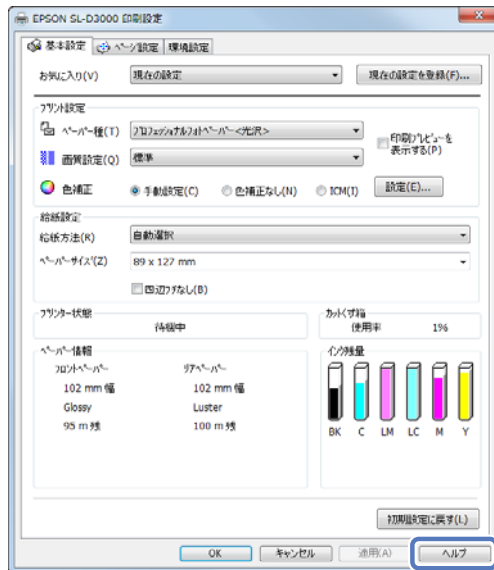 EPSON SL-D3000 印刷設定
基本設定 ページ設定 環境設定
お気に入り(V) 現在の設定 現在の設定を登録(F)...
プリント設定
ペーパー種(T) プロフェッショナルフォトペーパー<光沢>
印刷プレビューを
表示する(P)
画質設定(Q) 標準
色補正 手動設定(C) 色補正なし(N) ICM(I) 設定(E)...
給紙設定
給紙方法(R) 自動選択
ペーパーサイズ(Z) 89 x 127 mm
四辺フチなし(B)
プリンター状態
待機中
カットくず箱
使用率 1%
ペーパー情報
フロントペーパー リアペーパー
102 mm 幅 102 mm 幅
Glossy Luster
95 m 残 100 m 残
インク残量
BK C LM LC M Y
初期設定に戻す(L)
OK キャンセル 適用(A) ヘルプ